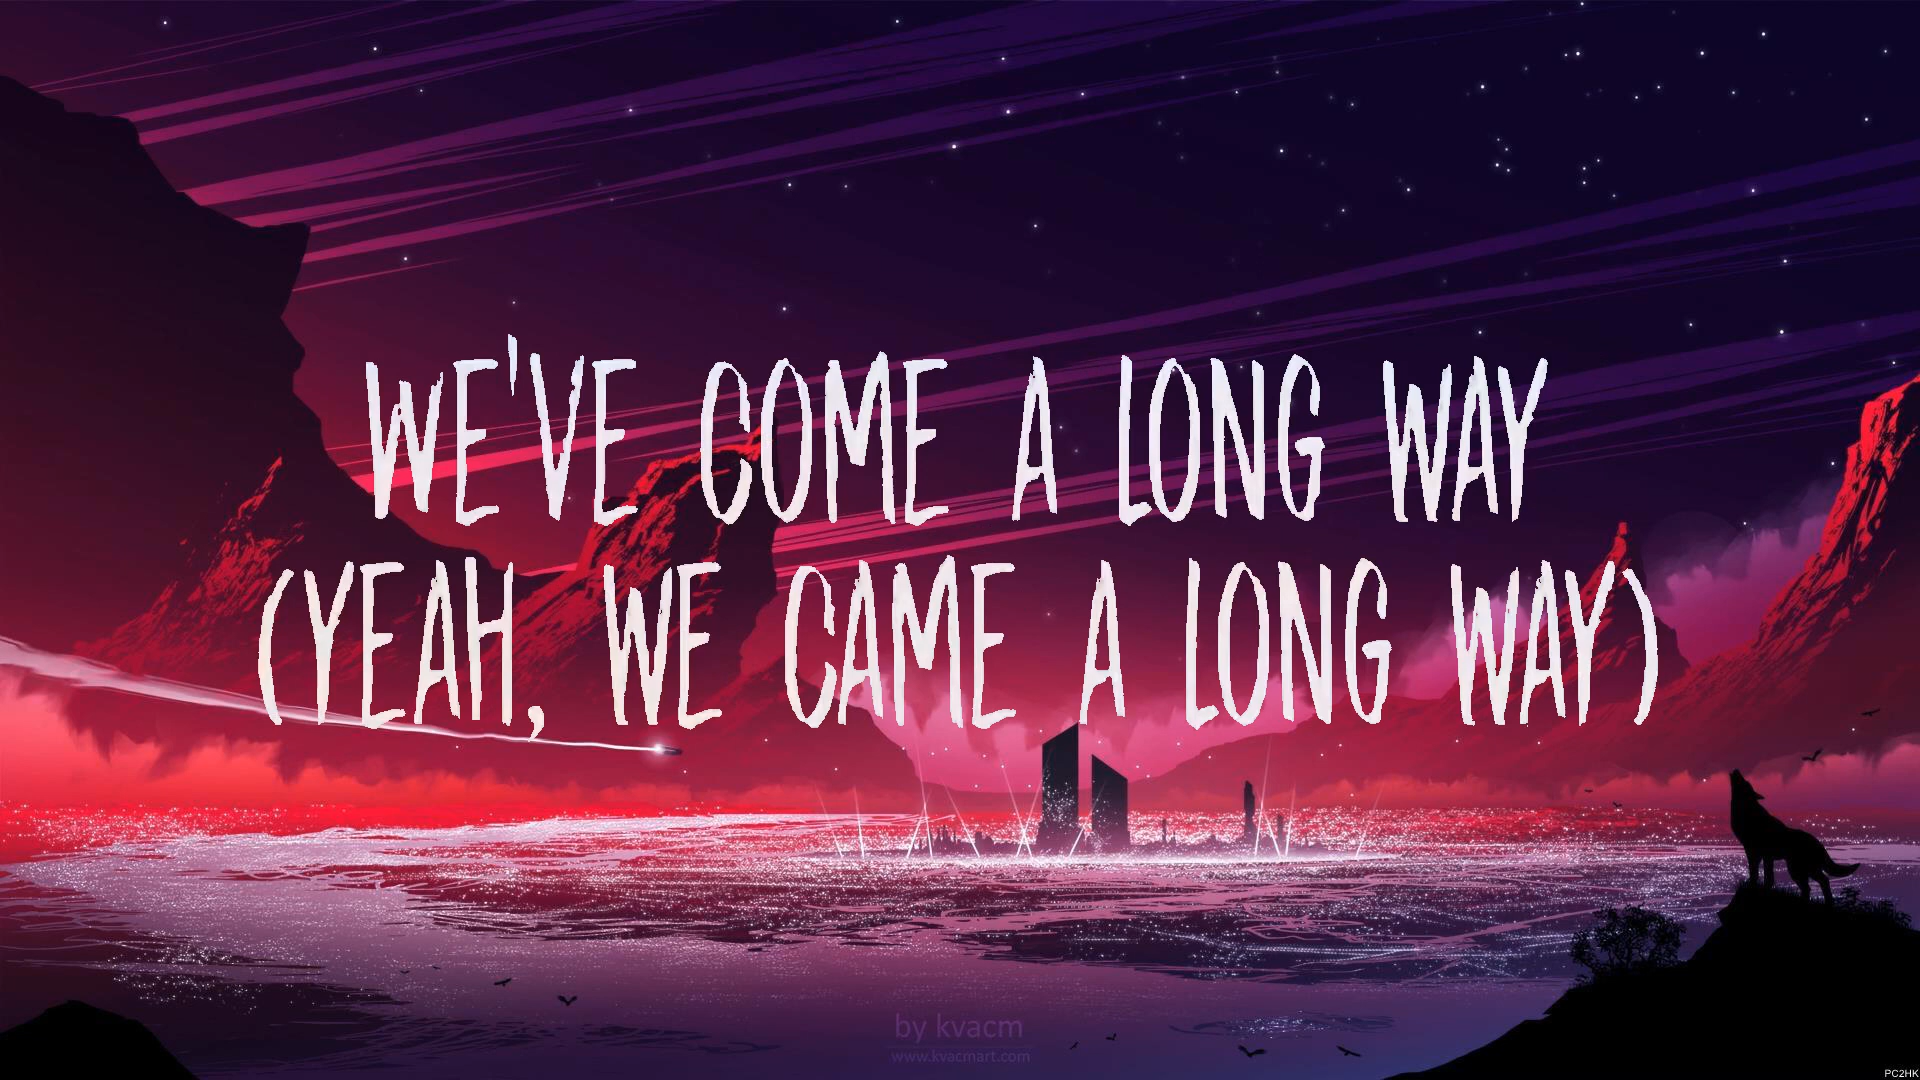 WE'VE COME A LONG WAY
(YEAH, WE CAME A LONG WAY)
by kvacm
www.kvacmart.com
PC2HK